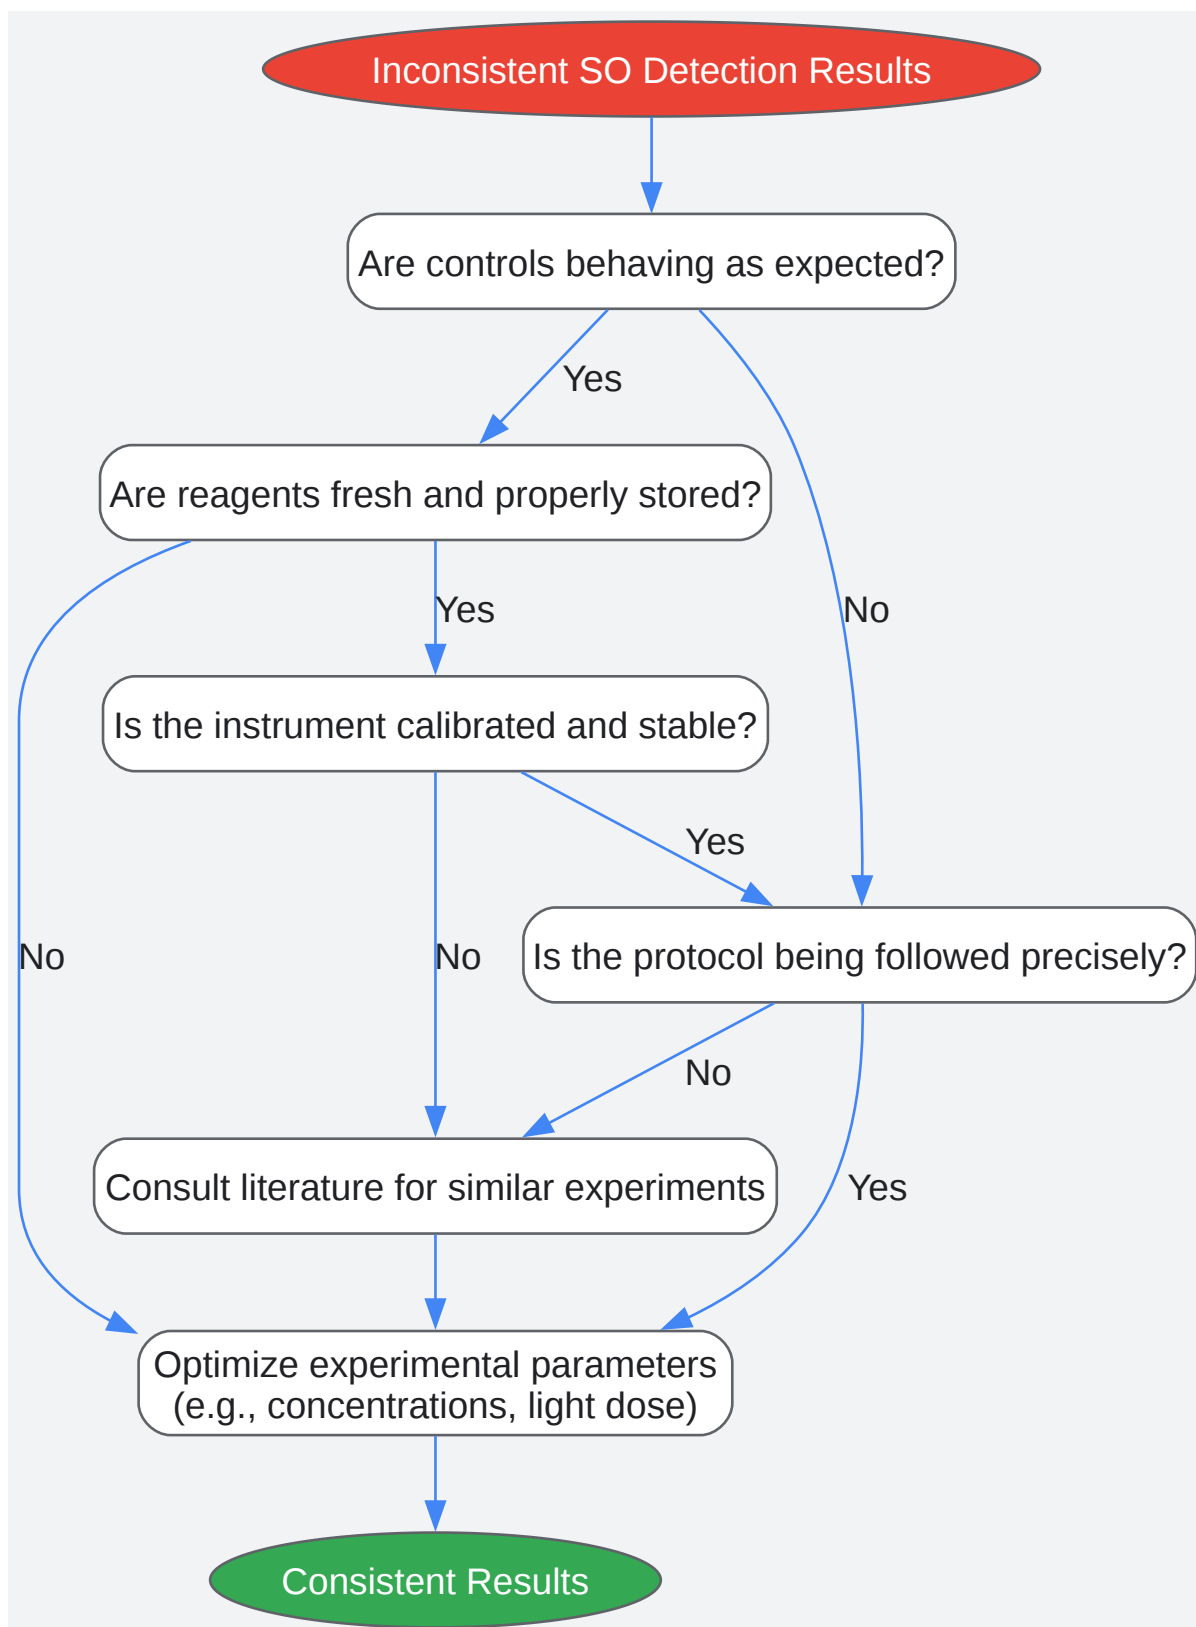 Inconsistent SO Detection Results
Are controls behaving as expected?
Yes
Are reagents fresh and properly stored?
Yes
No
Is the instrument calibrated and stable?
Yes
No
No
Is the protocol being followed precisely?
No
Consult literature for similar experiments
Yes
Optimize experimental parameters
(e.g., concentrations, light dose)
Consistent Results